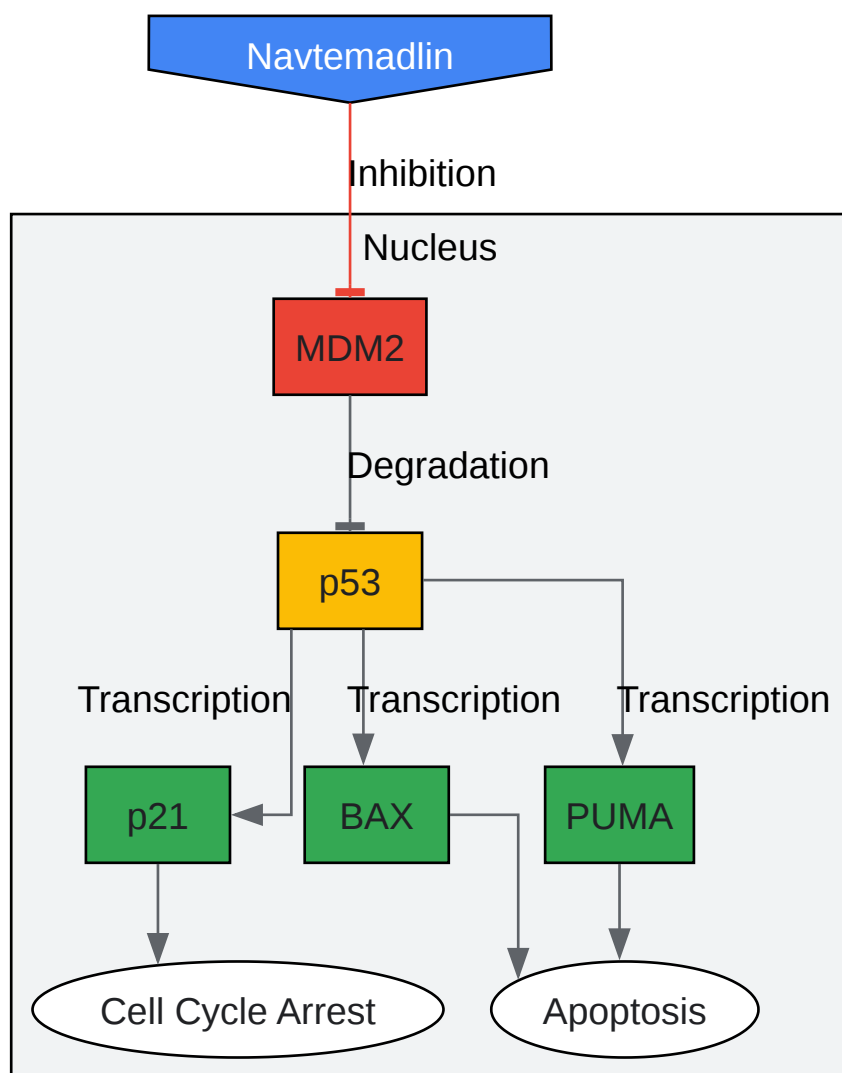 Navtemadlin
Inhibition
Nucleus
MDM2
Degradation
p53
Transcription
Transcription
Transcription
p21
BAX
PUMA
Cell Cycle Arrest
Apoptosis